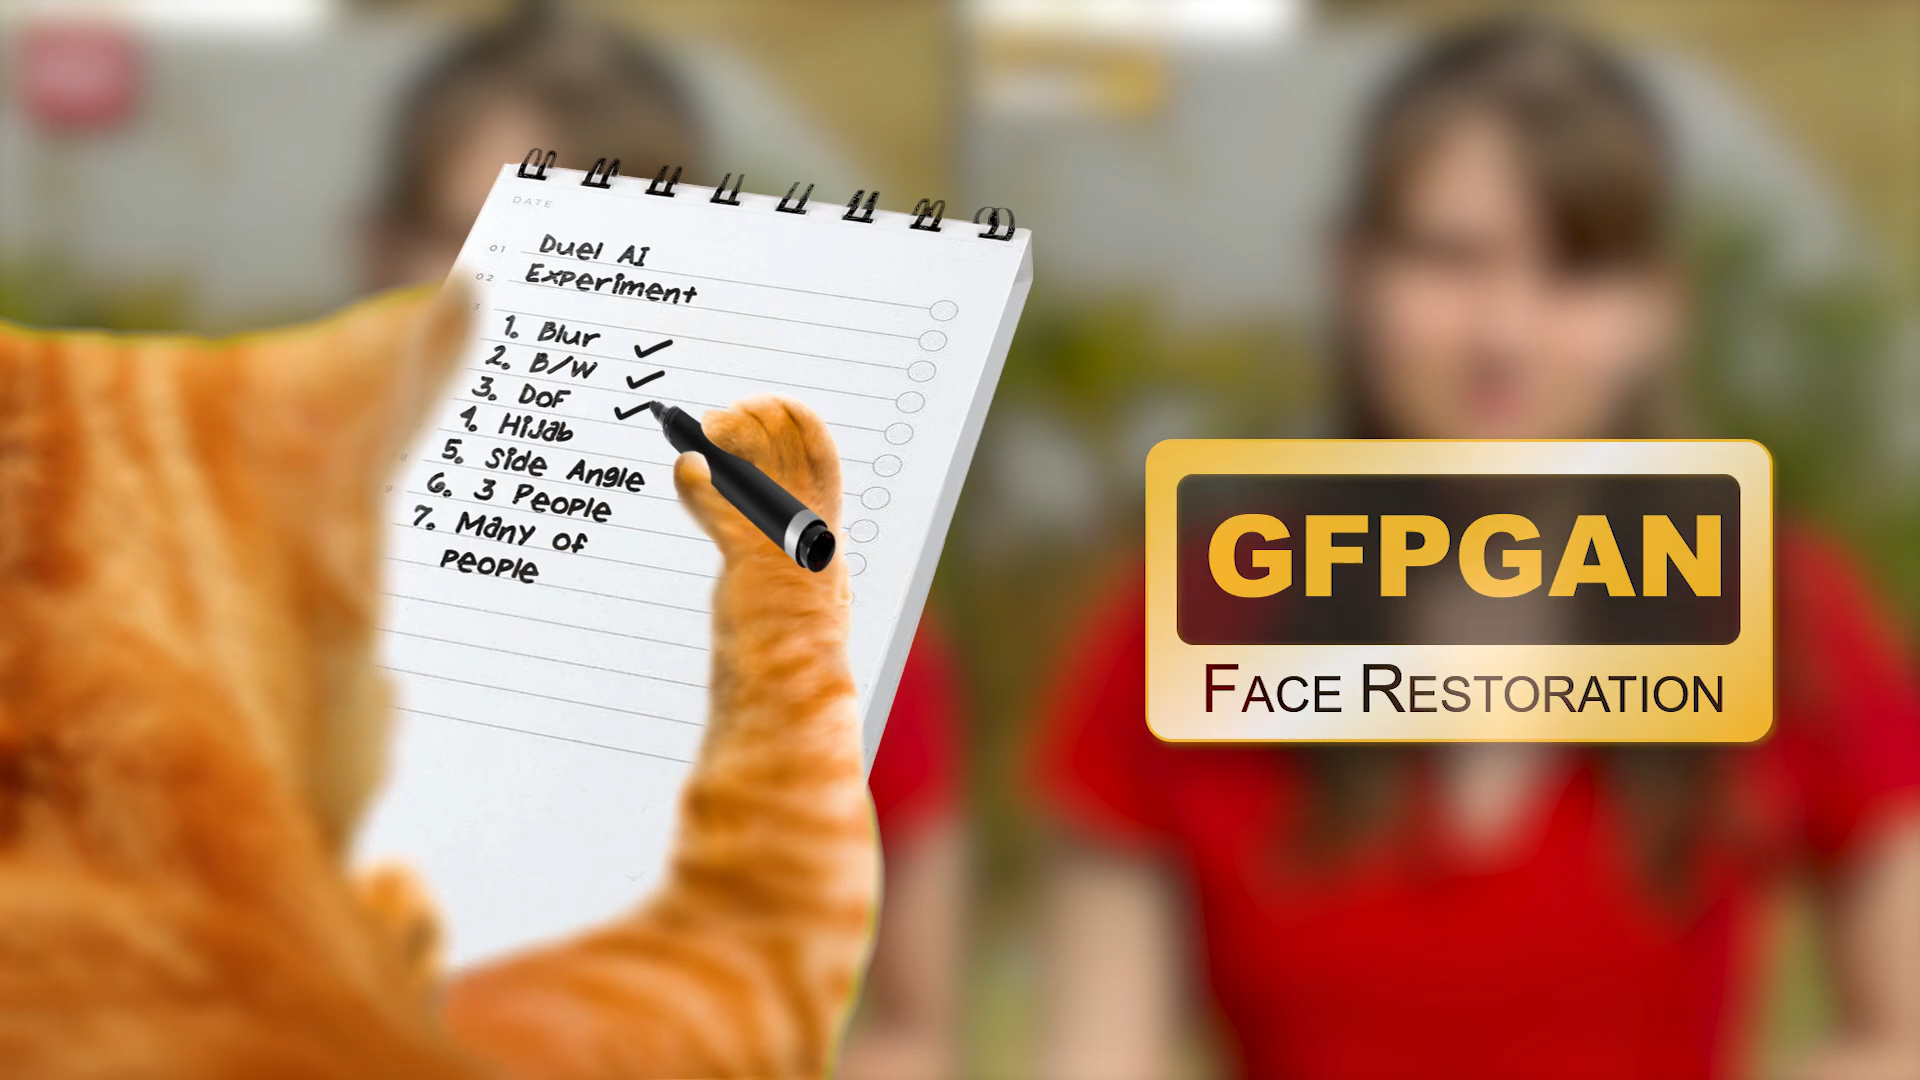 DATE
01
Duel AI
02
Experiment
3
1. Blur
2. B/W
3. DoF
4. Hijab
5. Side Angle
6. 3 People
7. Many of
people
GFPGAN
FACE RESTORATION